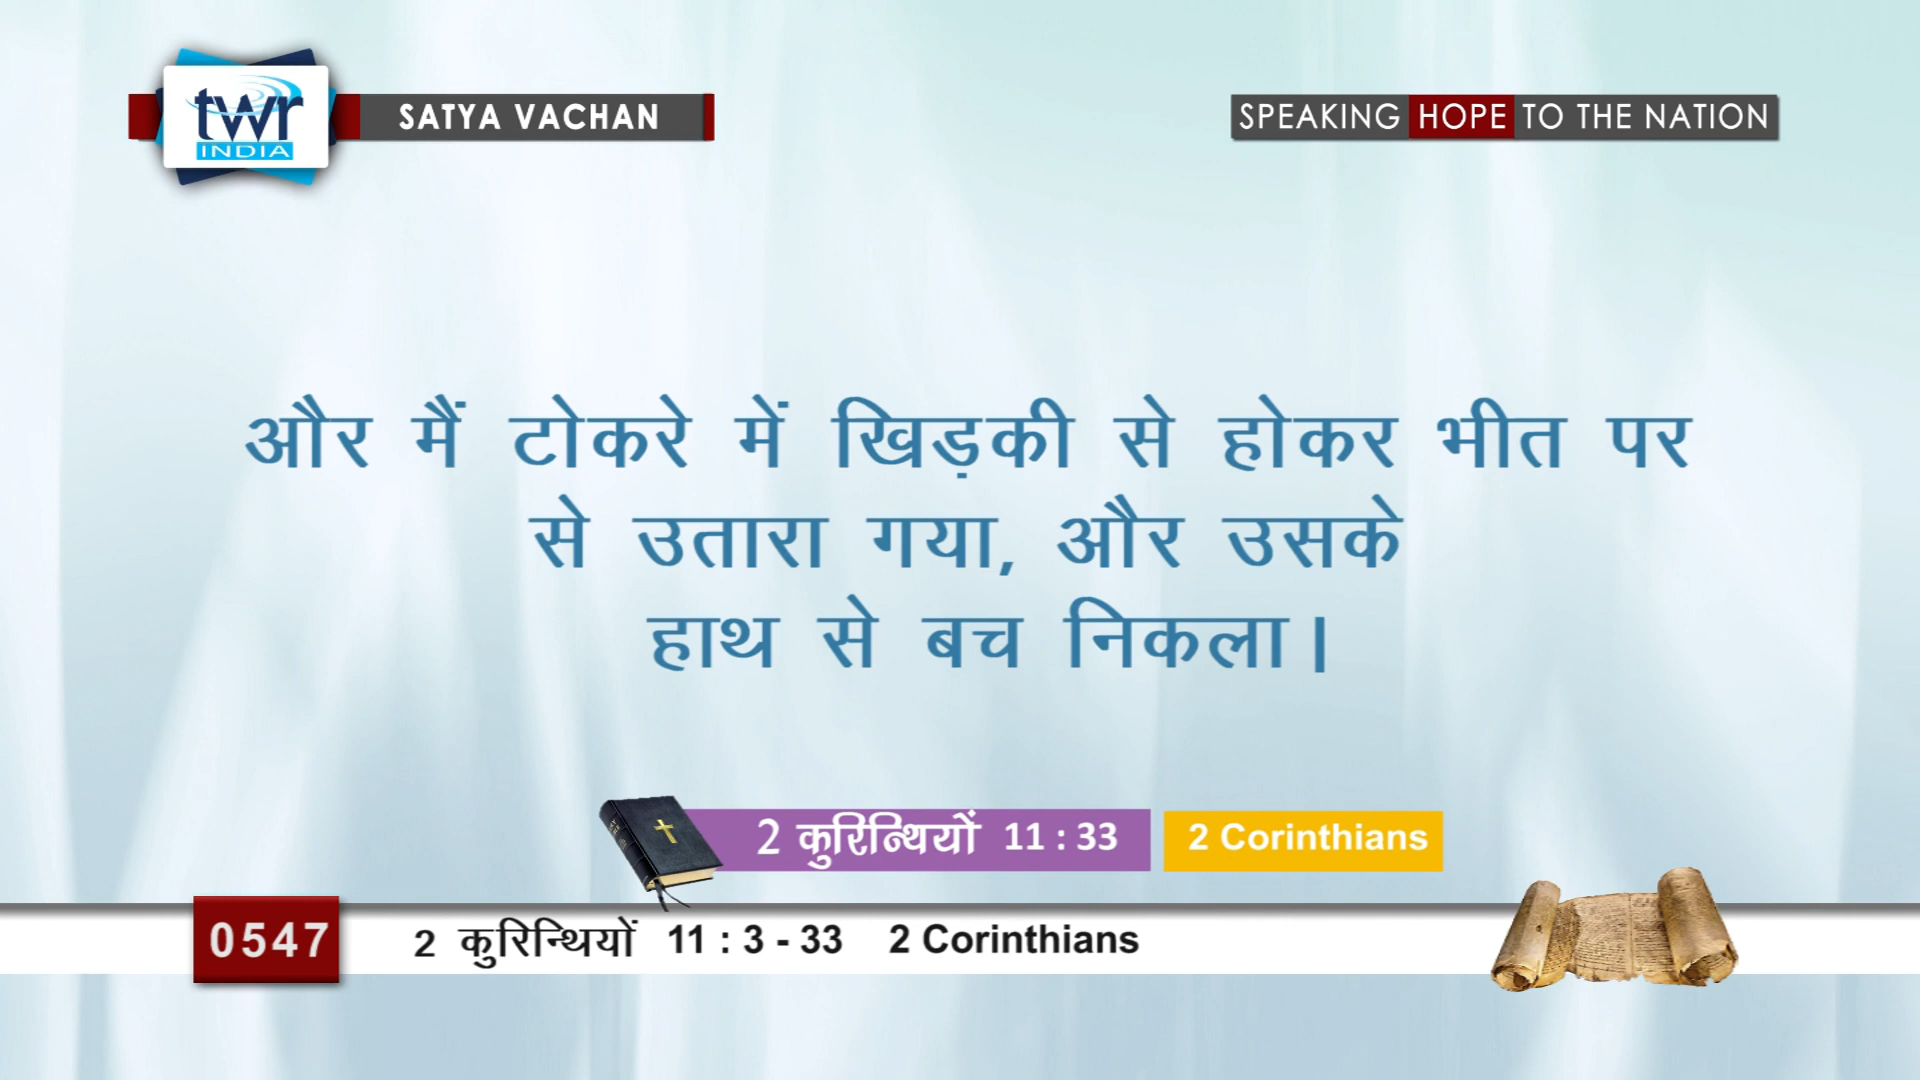 twr
INDIA
SATYA VACHAN
SPEAKING HOPE TO THE NATION
और मैं टोकरे में खिड़की से होकर भीत पर
से उतारा गया, और उसके
हाथ से बच निकला।
2 कुरिन्थियों 11 : 33
2 Corinthians
0547
2 कुरिन्थियों 11 : 3 - 33 2 Corinthians